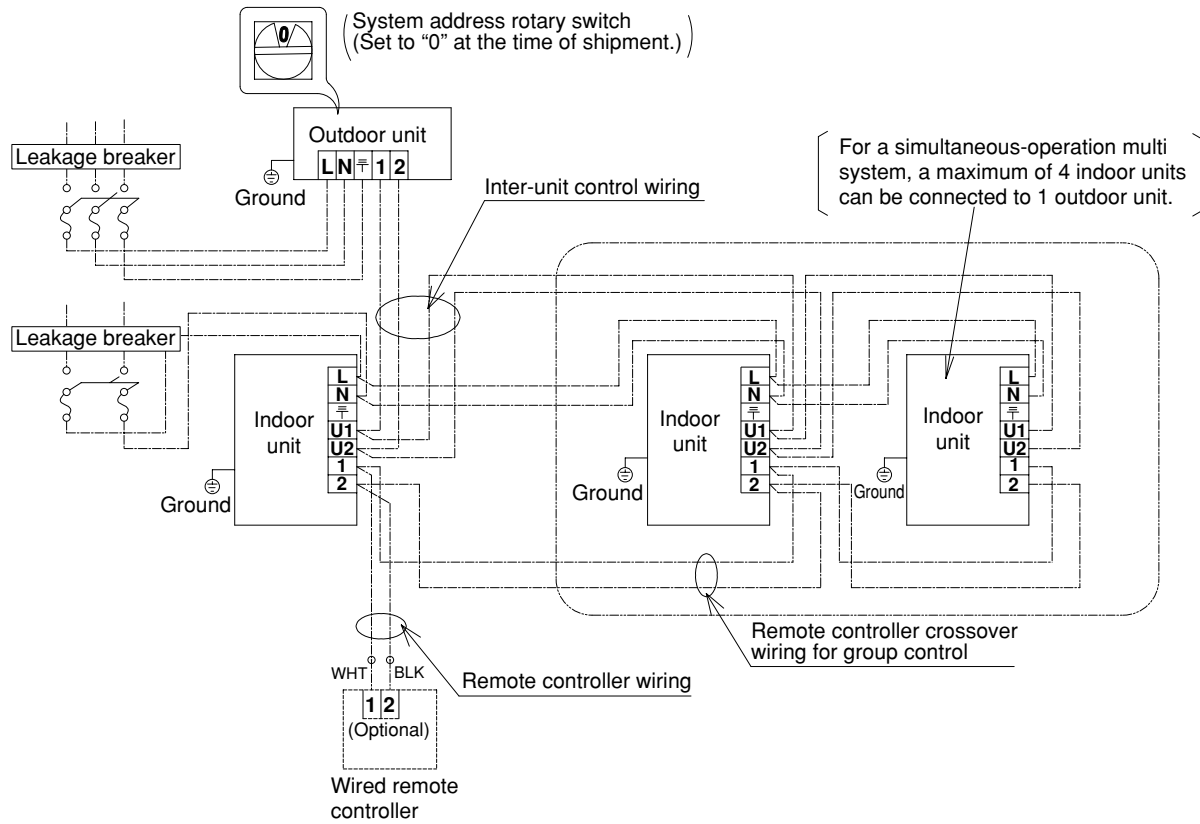 0
System address rotary switch
(Set to “0” at the time of shipment.)
Outdoor unit
L N 1 2
Ground
Leakage breaker
Inter-unit control wiring
For a simultaneous-operation multi
system, a maximum of 4 indoor units
can be connected to 1 outdoor unit.
Leakage breaker
Indoor
unit
L
N
U1
U2
1
2
Ground
Indoor
unit
L
N
U1
U2
1
2
Ground
Indoor
unit
L
N
U1
U2
1
2
Ground
Remote controller crossover
wiring for group control
Remote controller wiring
WHT BLK
1 2
(Optional)
Wired remote
controller